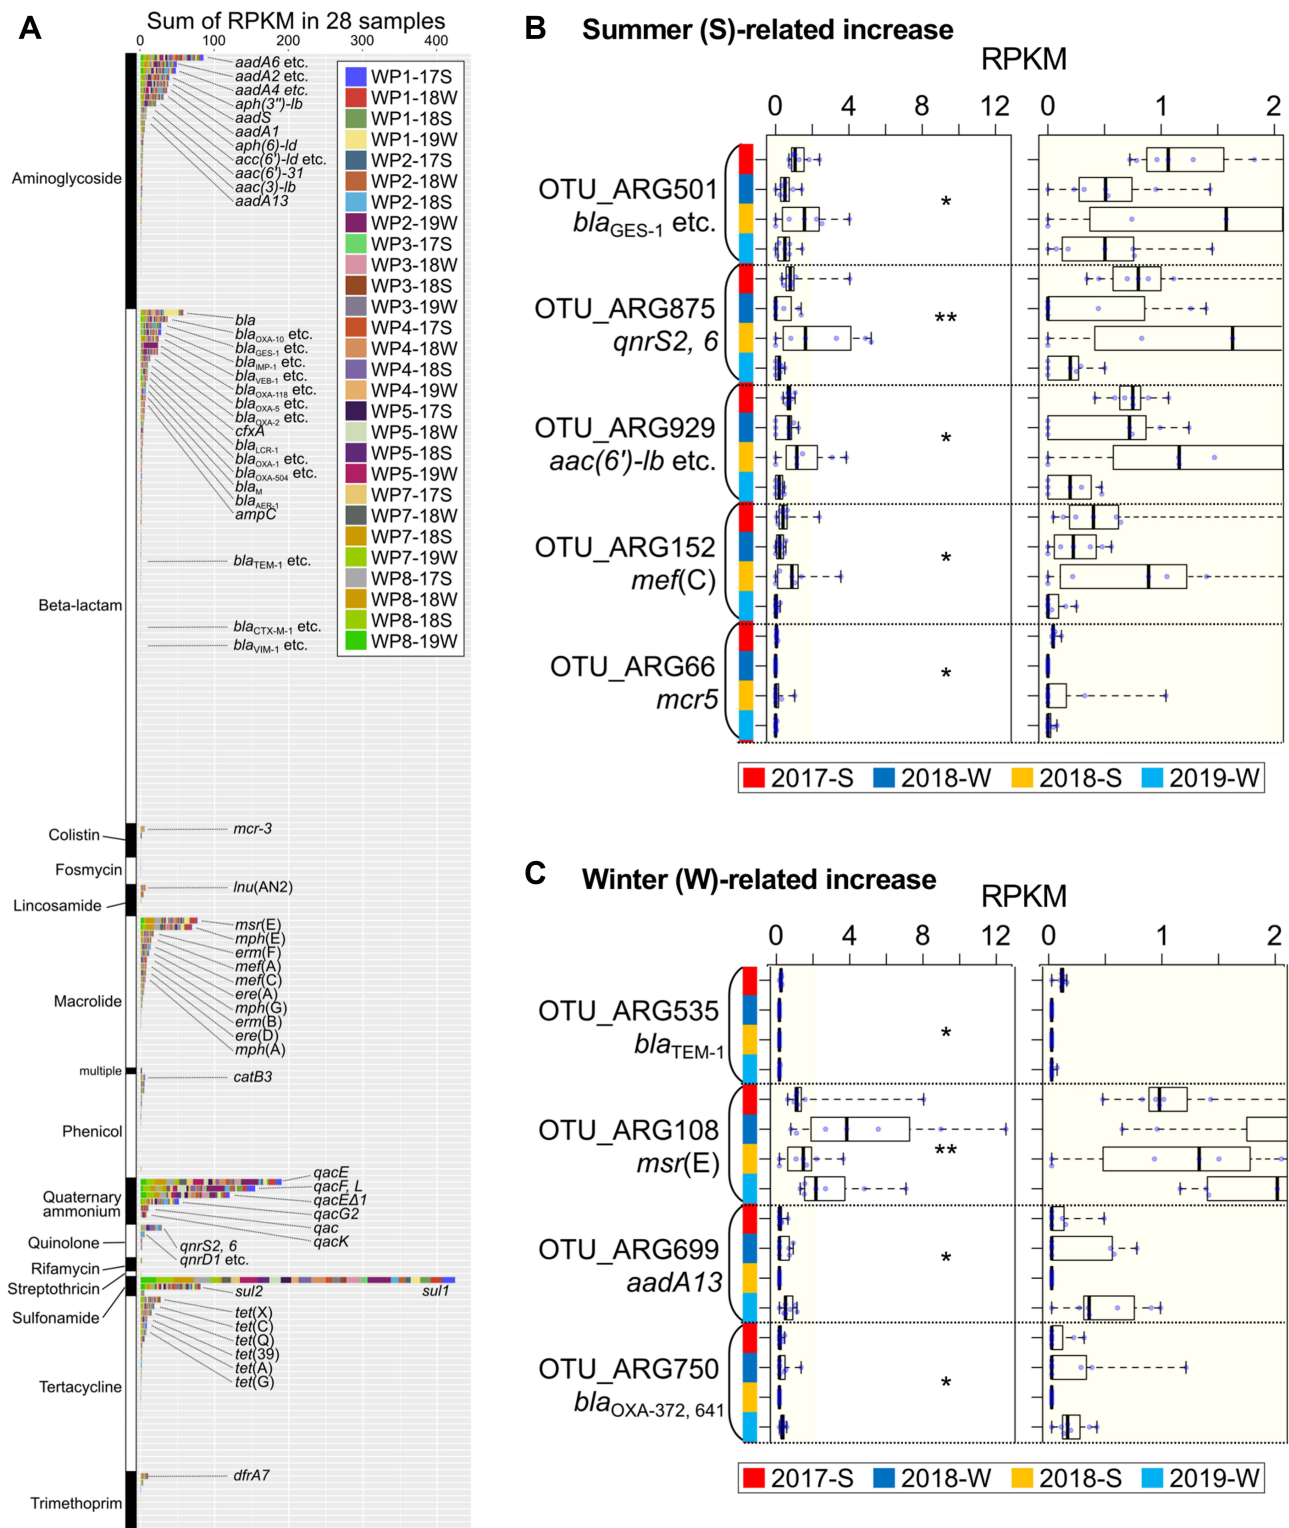 A
Sum of RPKM in 28 samples
0 100 200 300 400
Aminoglycoside
Beta-lactam
Colistin
Fosmycin
Lincosamide
Macrolide
multiple
Phenicol
Quaternary
ammonium
Quinolone
Rifamycin
Streptothricin
Sulfonamide
Tertacycline
Trimethoprim
aadA6 etc.
aadA2 etc.
aadA4 etc.
aph(3")-lb
aadS
aadA1
aph(6)-ld
acc(6')-ld etc.
aac(6')-31
aac(3)-lb
aadA13
bla
blaOXA-10 etc.
blaGES-1 etc.
blaIMP-1 etc.
blaVEB-1 etc.
blaOXA-118 etc.
blaOXA-5 etc.
blaOXA-2 etc.
cfxA
blaLCR-1
blaOXA-1 etc.
blaOXA-504 etc.
blaM
blaAER-1
ampC
blaTEM-1 etc.
blaCTX-M-1 etc.
blaVIM-1 etc.
mcr-3
lnu(AN2)
msr(E)
mph(E)
erm(F)
mef(A)
mef(C)
ere(A)
mph(G)
erm(B)
ere(D)
mph(A)
catB3
qacE
qacF, L
qacEΔ1
qacG2
qac
qacK
qnrS2, 6
qnrD1 etc.
sul2
sul1
tet(X)
tet(C)
tet(Q)
tet(39)
tet(A)
tet(G)
dfrA7
WP1-17S
WP1-18W
WP1-18S
WP1-19W
WP2-17S
WP2-18W
WP2-18S
WP2-19W
WP3-17S
WP3-18W
WP3-18S
WP3-19W
WP4-17S
WP4-18W
WP4-18S
WP4-19W
WP5-17S
WP5-18W
WP5-18S
WP5-19W
WP7-17S
WP7-18W
WP7-18S
WP7-19W
WP8-17S
WP8-18W
WP8-18S
WP8-19W
B
Summer (S)-related increase
RPKM
0 4 8 12 0 1 2
OTU_ARG501
blaGES-1 etc.
*
OTU_ARG875
qnrS2, 6
**
OTU_ARG929
aac(6')-lb etc.
*
OTU_ARG152
mef(C)
*
OTU_ARG66
mcr5
*
2017-S 2018-W 2018-S 2019-W
C
Winter (W)-related increase
RPKM
0 4 8 12 0 1 2
OTU_ARG535
blaTEM-1
*
OTU_ARG108
msr(E)
**
OTU_ARG699
aadA13
*
OTU_ARG750
blaOXA-372, 641
*
2017-S 2018-W 2018-S 2019-W